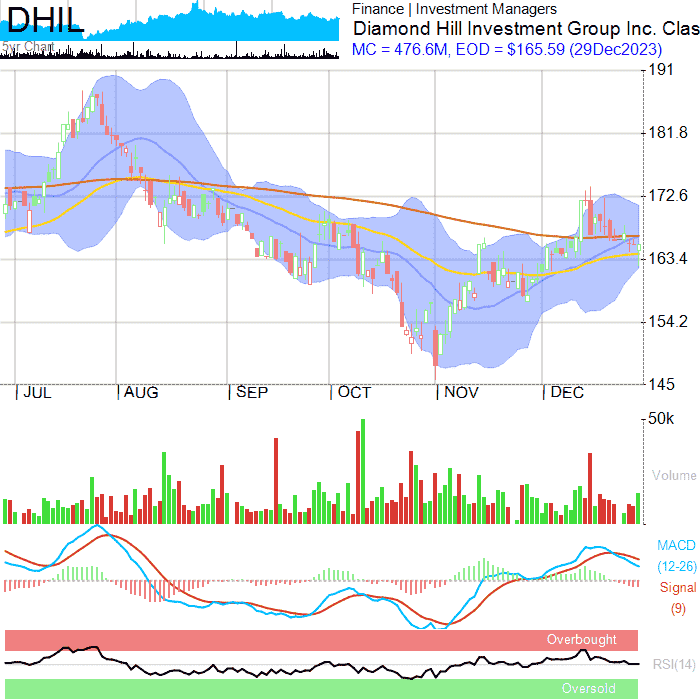 DHIL
5yr Chart
Finance | Investment Managers
Diamond Hill Investment Group Inc. Clas
MC = 476.6M, EOD = $165.59 (29Dec2023)
191
181.8
172.6
163.4
154.2
145
JUL AUG SEP OCT NOV DEC
50k
Volume
MACD
(12-26)
Signal
(9)
Overbought
RSI(14)
Oversold